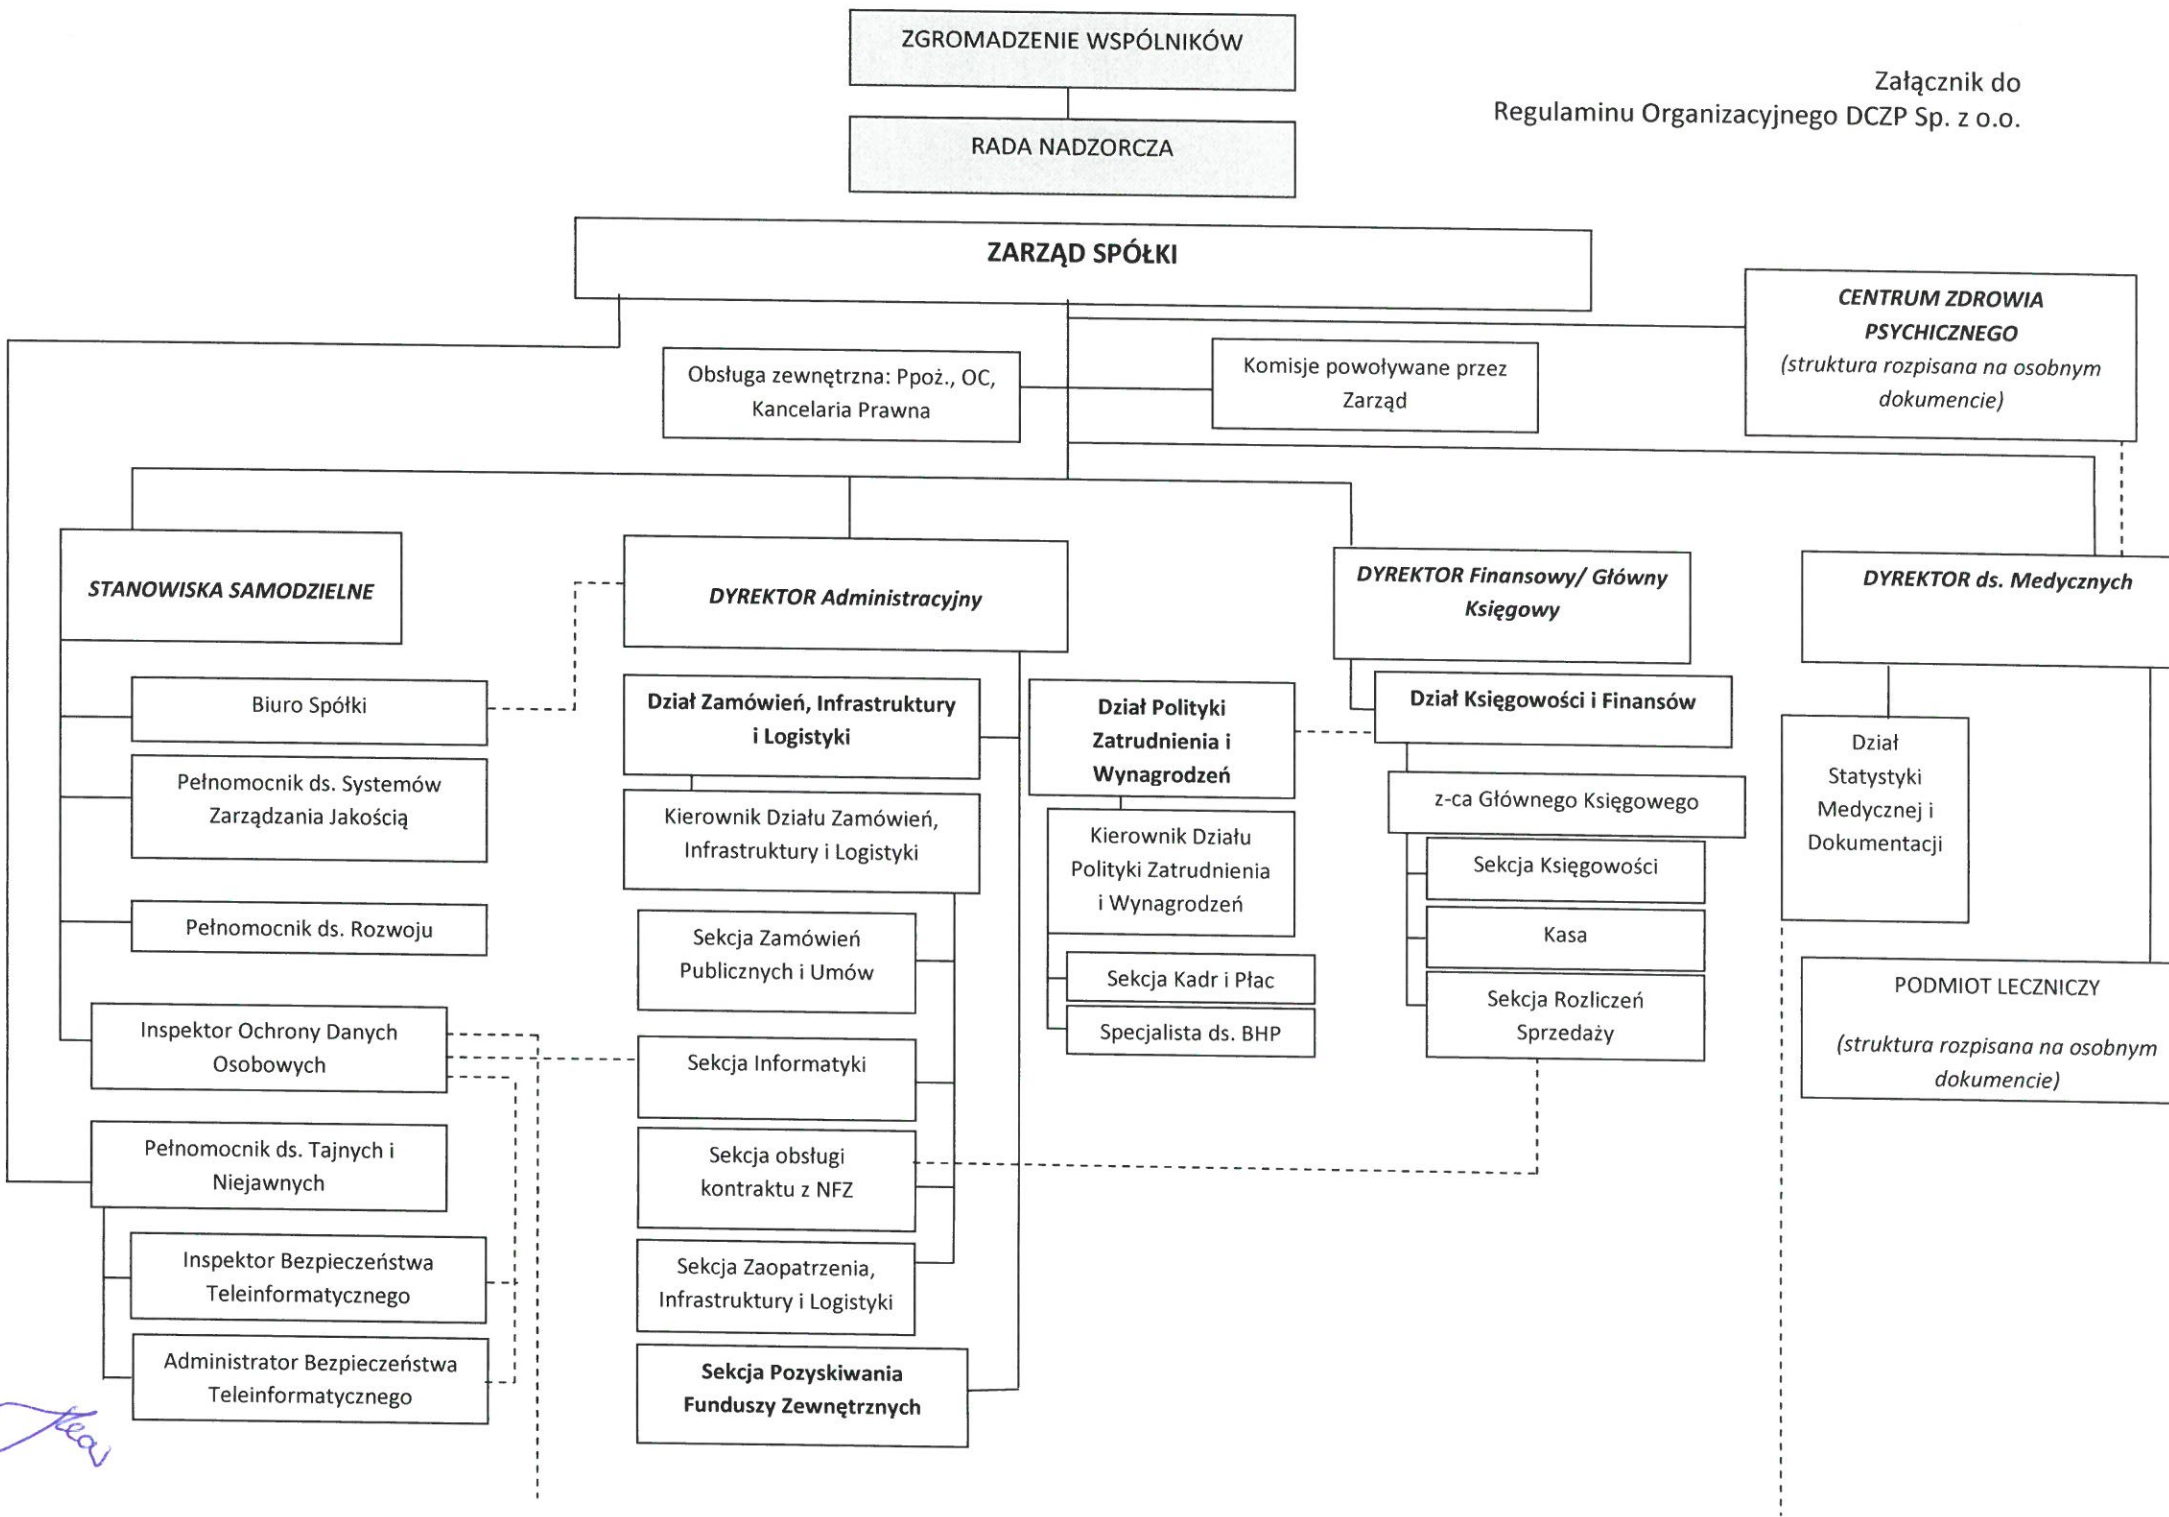 ZGROMADZENIE WSPÓLNIKÓW
Załącznik do
Regulaminu Organizacyjnego DCZP Sp. z o.o.
RADA NADZORCZA
ZARZĄD SPÓŁKI
CENTRUM ZDROWIA
PSYCHICZNEGO
(struktura rozpisana na osobnym
dokumencie)
Obsługa zewnętrzna: Ppoż., OC,
Kancelaria Prawna
Komisje powoływane przez
Zarząd
STANOWISKA SAMODZIELNE
Biuro Spółki
Pełnomocnik ds. Systemów
Zarządzania Jakością
Pełnomocnik ds. Rozwoju
Inspektor Ochrony Danych
Osobowych
Pełnomocnik ds. Tajnych i
Niejawnych
Inspektor Bezpieczeństwa
Teleinformatycznego
Administrator Bezpieczeństwa
Teleinformatycznego
DYREKTOR Administracyjny
Dział Zamówień, Infrastruktury
i Logistyki
Kierownik Działu Zamówień,
Infrastruktury i Logistyki
Sekcja Zamówień
Publicznych i Umów
Sekcja Informatyki
Sekcja obsługi
kontraktu z NFZ
Sekcja Zaopatrzenia,
Infrastruktury i Logistyki
Sekcja Pozyskiwania
Funduszy Zewnętrznych
Dział Polityki
Zatrudnienia i
Wynagrodzeń
Kierownik Działu
Polityki Zatrudnienia
i Wynagrodzeń
Sekcja Kadr i Płac
Specjalista ds. BHP
DYREKTOR Finansowy/ Główny
Księgowy
Dział Księgowości i Finansów
z-ca Głównego Księgowego
Sekcja Księgowości
Kasa
Sekcja Rozliczeń
Sprzedaży
DYREKTOR ds. Medycznych
Dział
Statystyki
Medycznej i
Dokumentacji
PODMIOT LECZNICZY
(struktura rozpisana na osobnym
dokumencie)